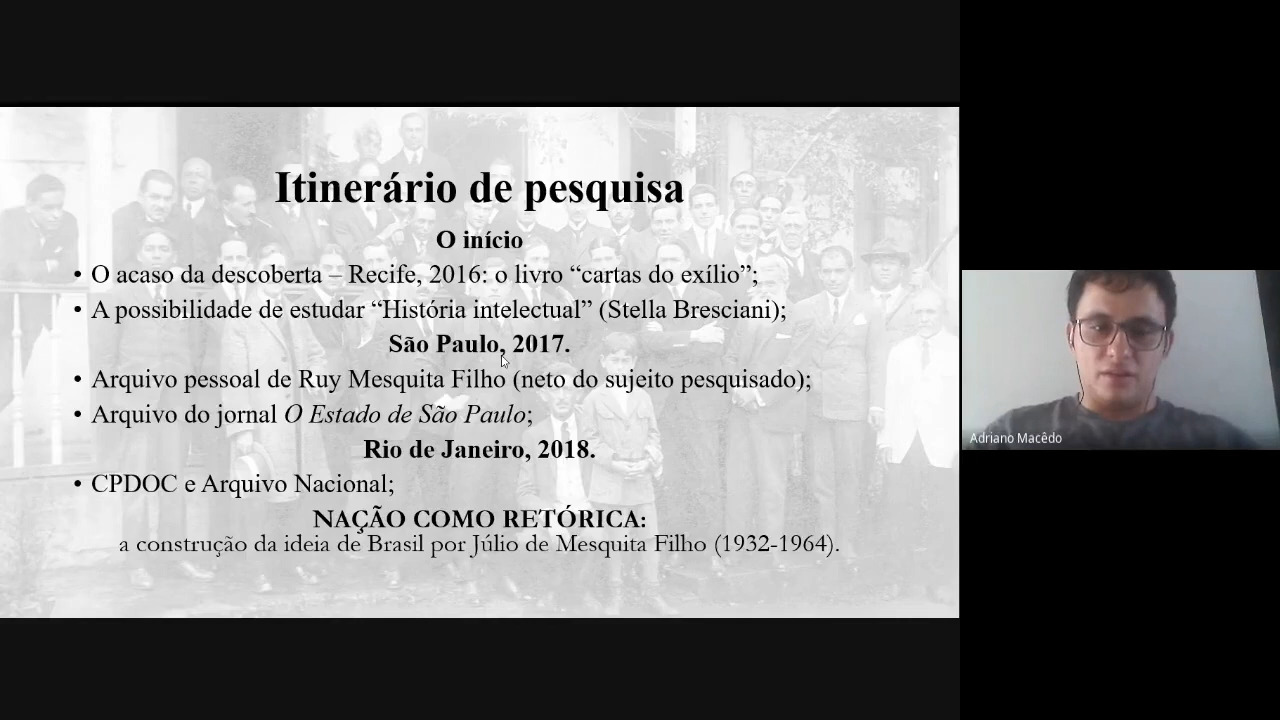 Itinerário de pesquisa
O início
• O acaso da descoberta – Recife, 2016: o livro “cartas do exílio”;
• A possibilidade de estudar “História intelectual” (Stella Bresciani);
São Paulo, 2017.
• Arquivo pessoal de Ruy Mesquita Filho (neto do sujeito pesquisado);
• Arquivo do jornal O Estado de São Paulo;
Rio de Janeiro, 2018.
• CPDOC e Arquivo Nacional;
NAÇÃO COMO RETÓRICA:
a construção da ideia de Brasil por Júlio de Mesquita Filho (1932-1964).
Adriano Macêdo